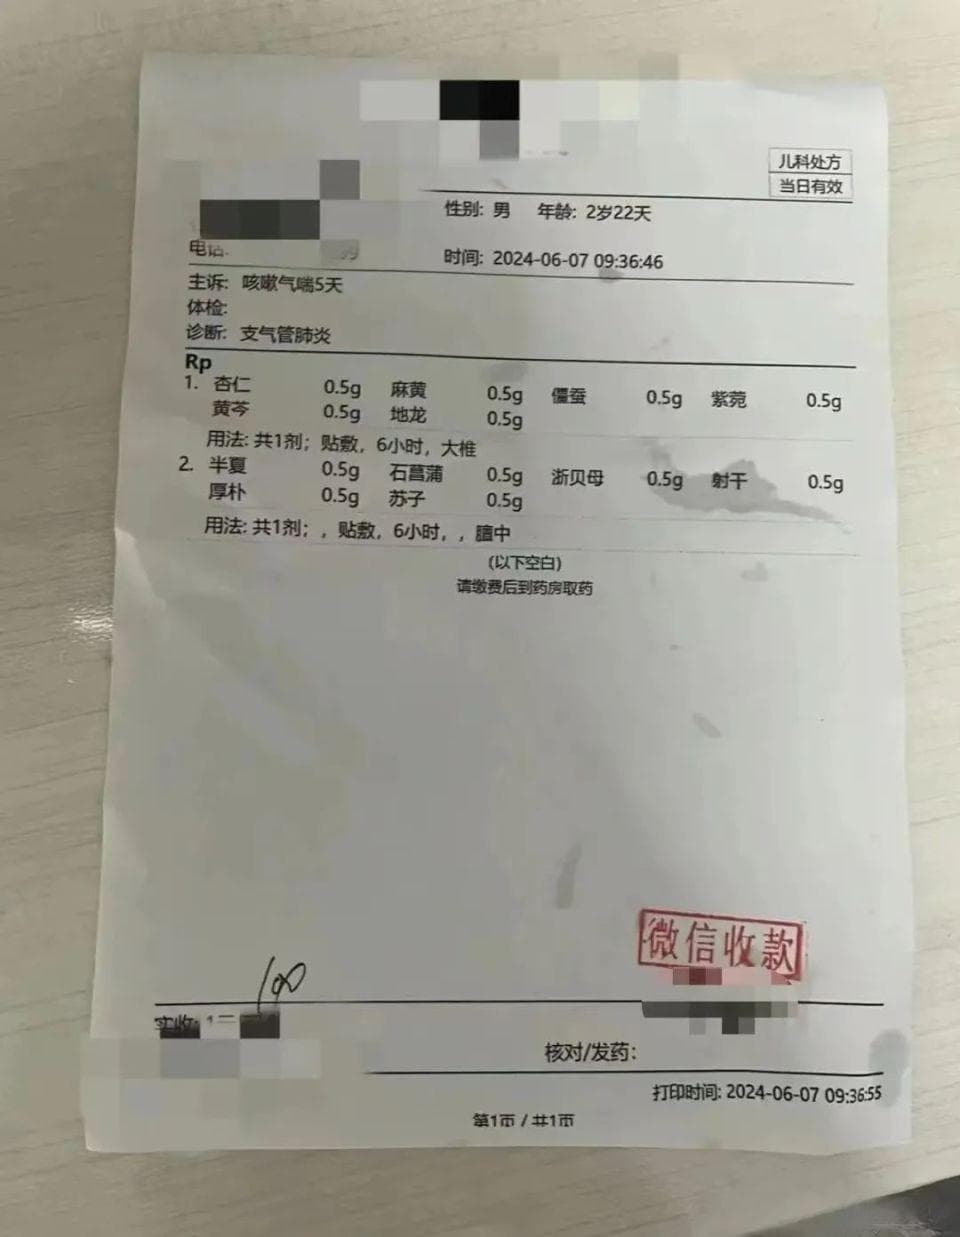 儿科处方
当日有效
性别: 男 年龄: 2岁22天
电话:
时间: 2024-06-07 09:36:46
主诉: 咳嗽气喘5天
体检:
诊断: 支气管肺炎
Rp
1. 杏仁 0.5g 麻黄 0.5g 僵蚕 0.5g 紫菀 0.5g
黄芩 0.5g 地龙 0.5g
用法: 共1剂; 贴敷, 6小时, 大椎
2. 半夏 0.5g 石菖蒲 0.5g 浙贝母 0.5g 射干 0.5g
厚朴 0.5g 苏子 0.5g
用法: 共1剂; , 贴敷, 6小时, , 膻中
(以下空白)
请缴费后到药房取药
微信收款
100
实收:
核对/发药:
打印时间: 2024-06-07 09:36:55
第1页 / 共1页